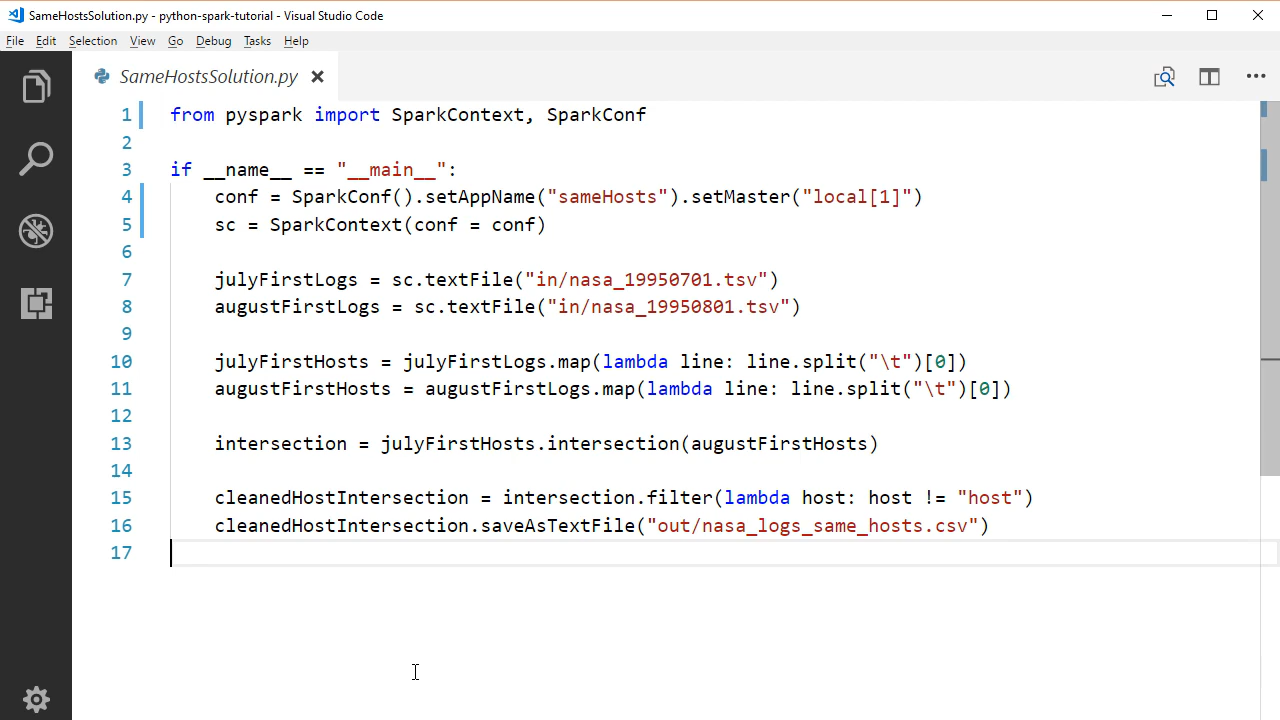 SameHostsSolution.py - python-spark-tutorial - Visual Studio Code
File Edit Selection View Go Debug Tasks Help
SameHostsSolution.py
1 from pyspark import SparkContext, SparkConf
2
3 if __name__ == "__main__":
4     conf = SparkConf().setAppName("sameHosts").setMaster("local[1]")
5     sc = SparkContext(conf = conf)
6
7     julyFirstLogs = sc.textFile("in/nasa_19950701.tsv")
8     augustFirstLogs = sc.textFile("in/nasa_19950801.tsv")
9
10     julyFirstHosts = julyFirstLogs.map(lambda line: line.split("\t")[0])
11     augustFirstHosts = augustFirstLogs.map(lambda line: line.split("\t")[0])
12
13     intersection = julyFirstHosts.intersection(augustFirstHosts)
14
15     cleanedHostIntersection = intersection.filter(lambda host: host != "host")
16     cleanedHostIntersection.saveAsTextFile("out/nasa_logs_same_hosts.csv")
17